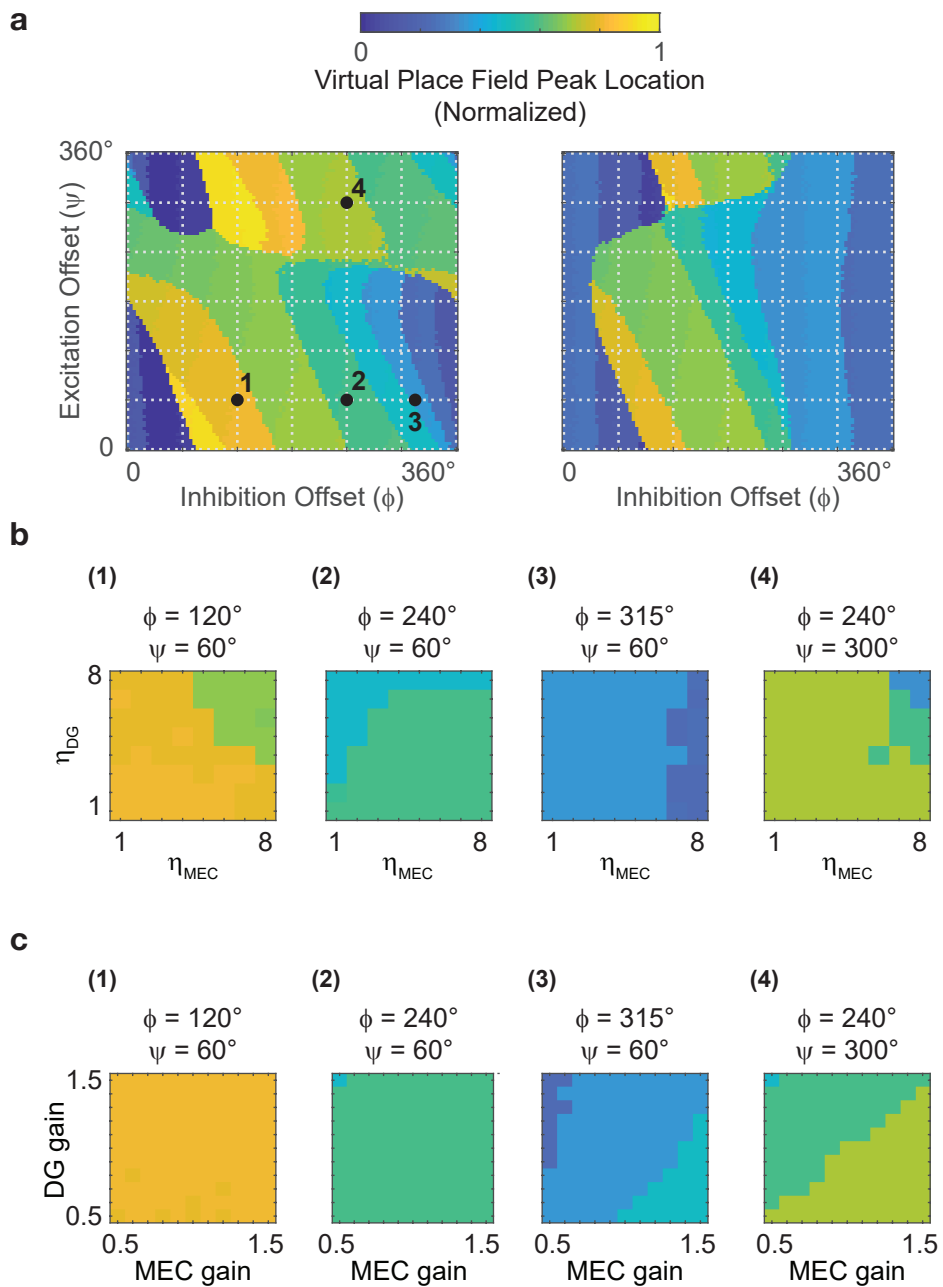 a
0 1
Virtual Place Field Peak Location
(Normalized)
360°
Excitation Offset (ψ)
0
1
2
3
4
0 360°
Inhibition Offset (ϕ)
0 360°
Inhibition Offset (ϕ)
b
(1) (2) (3) (4)
ϕ = 120° ϕ = 240° ϕ = 315° ϕ = 240°
ψ = 60° ψ = 60° ψ = 60° ψ = 300°
8
ηDG
1
1 8 1 8 1 8 1 8
ηMEC ηMEC ηMEC ηMEC
c
(1) (2) (3) (4)
ϕ = 120° ϕ = 240° ϕ = 315° ϕ = 240°
ψ = 60° ψ = 60° ψ = 60° ψ = 300°
1.5
DG gain
0.5
0.5 1.5 0.5 1.5 0.5 1.5 0.5 1.5
MEC gain MEC gain MEC gain MEC gain